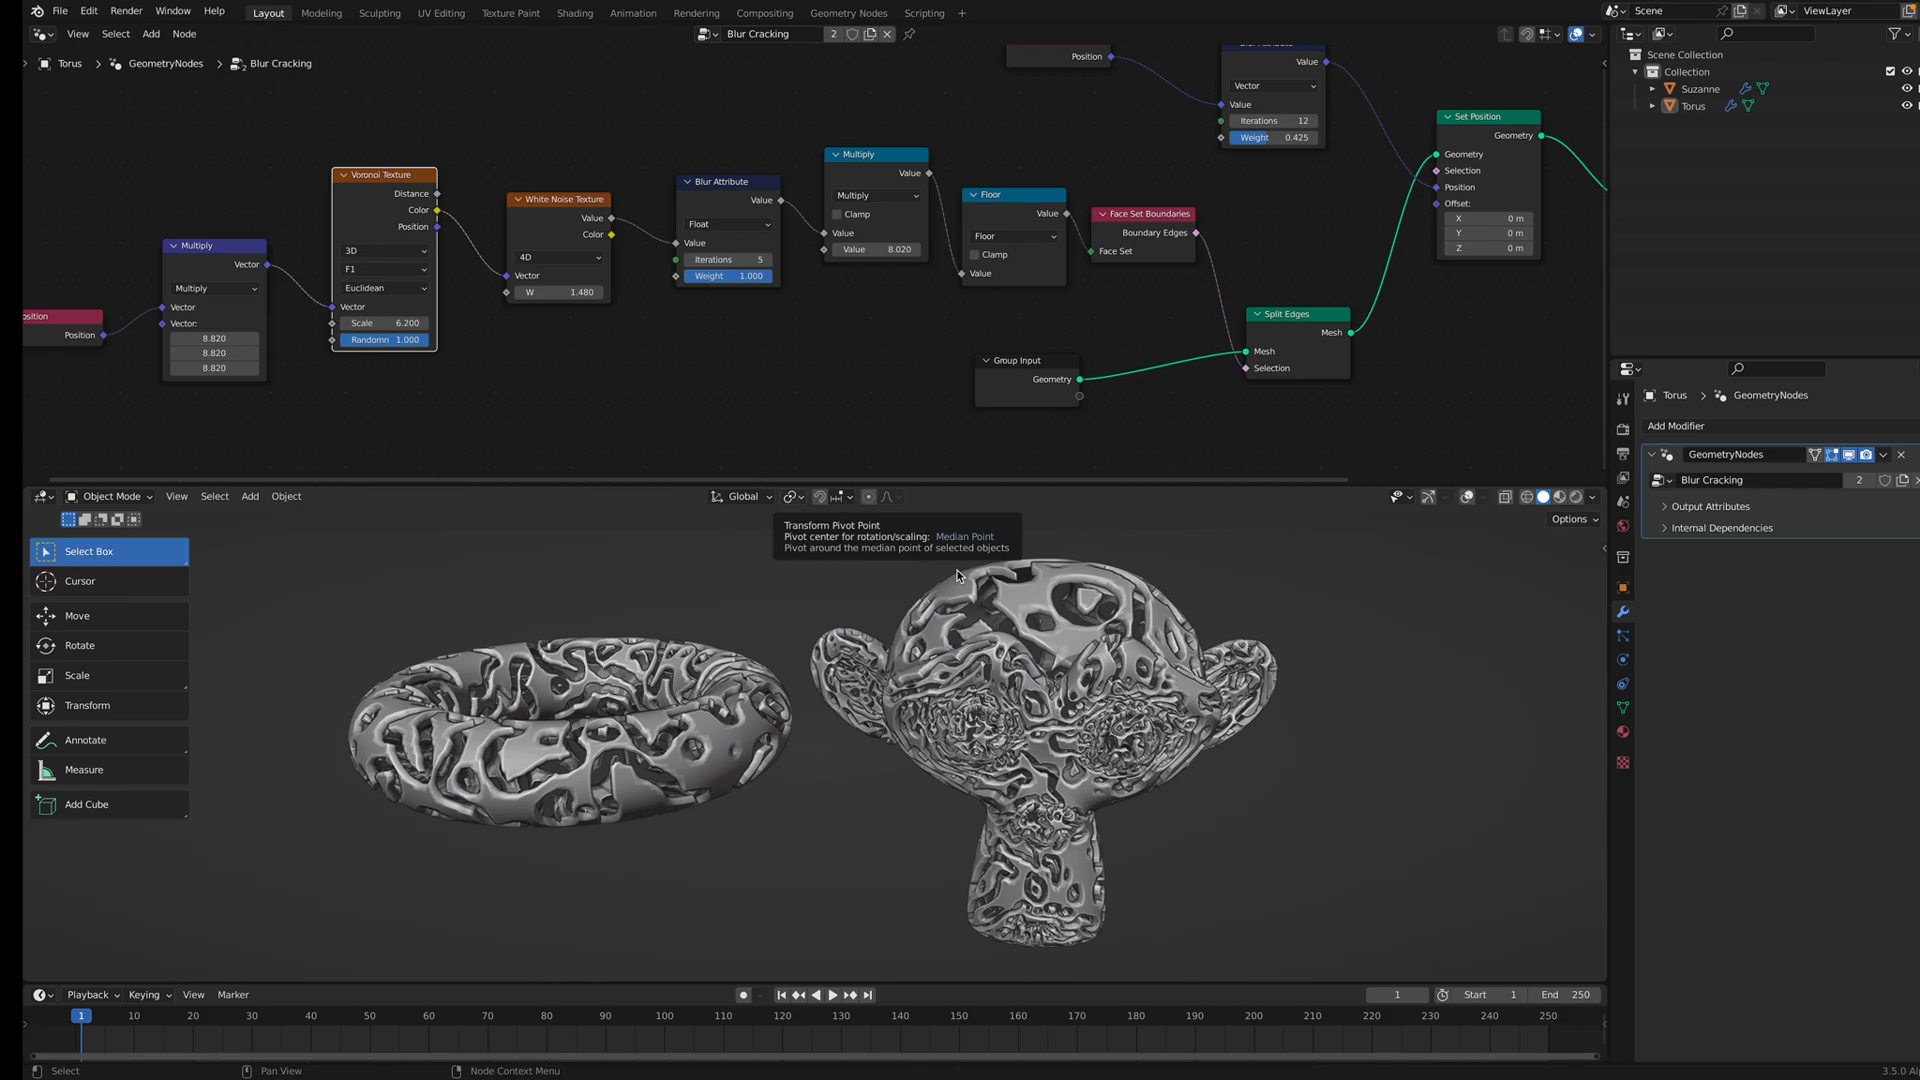 File Edit Render Window Help Layout Modeling Sculpting UV Editing Texture Paint Shading Animation Rendering Compositing Geometry Nodes Scripting + Scene ViewLayer
View Select Add Node Blur Cracking 2
Torus > GeometryNodes > Blur Cracking
Position
Value
Vector
Value
Iterations 12
Weight 0.425
Set Position
Geometry
Geometry
Selection
Position
Offset:
X 0 m
Y 0 m
Z 0 m
Multiply
Value
Multiply
Clamp
Value
Value 8.020
Voronoi Texture
Distance
Color
Position
3D
F1
Euclidean
Vector
Scale 6.200
Randomn 1.000
White Noise Texture
Value
Color
4D
Vector
W 1.480
Blur Attribute
Value
Float
Value
Iterations 5
Weight 1.000
Floor
Value
Floor
Clamp
Value
Face Set Boundaries
Boundary Edges
Face Set
Multiply
Vector
Multiply
Vector
Vector:
8.820
8.820
8.820
osition
Position
Split Edges
Mesh
Mesh
Selection
Group Input
Geometry
Scene Collection
Collection
Suzanne
Torus
Torus > GeometryNodes
Add Modifier
GeometryNodes
Blur Cracking 2
Output Attributes
Internal Dependencies
Object Mode View Select Add Object Global
Options
Transform Pivot Point
Pivot center for rotation/scaling: Median Point
Pivot around the median point of selected objects
Select Box
Cursor
Move
Rotate
Scale
Transform
Annotate
Measure
Add Cube
Playback Keying View Marker 1 Start 1 End 250
1 10 20 30 40 50 60 70 80 90 100 110 120 130 140 150 160 170 180 190 200 210 220 230 240 250
Select Pan View Node Context Menu 3.5.0 Al